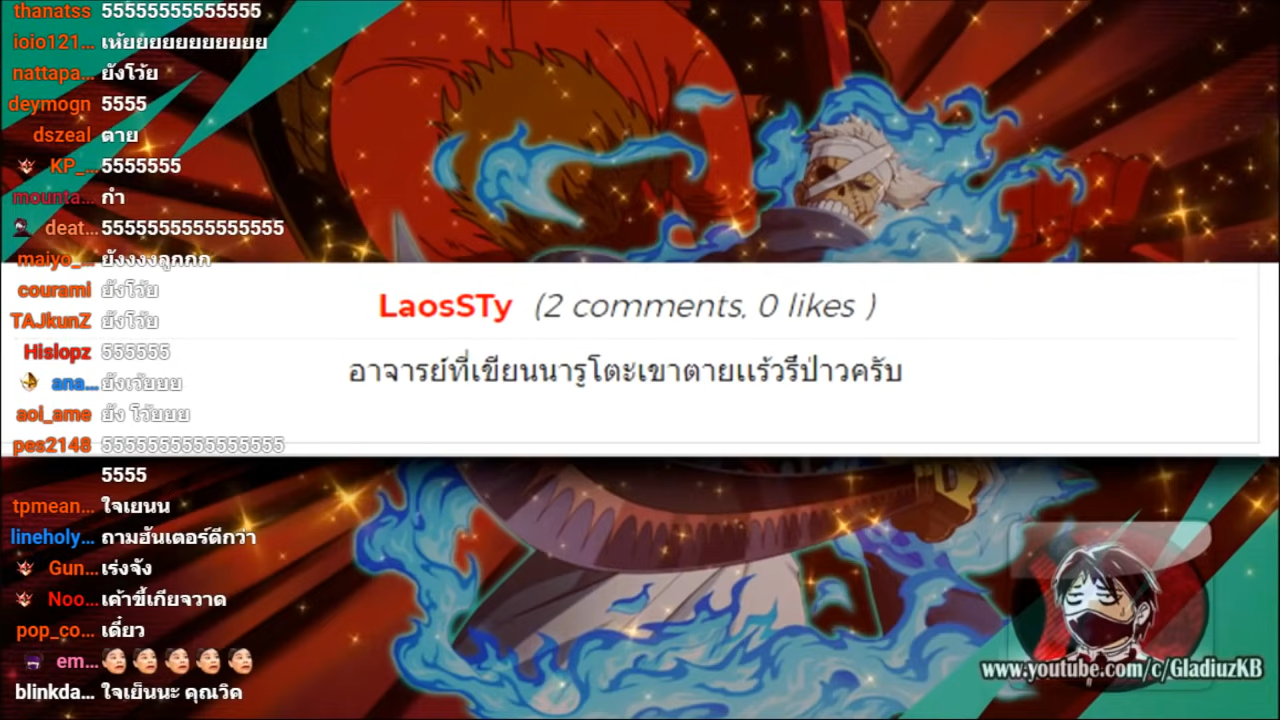 thanatss 55555555555555
ioio121... เห้ยยยยยยยยยยย
nattapa... ยังโว้ย
deymogn 5555
dszeal ตาย
KP_... 5555555
mounta... กำ
deat... 5555555555555555
maiyo_... ยังงงงลูกกก
courami ยังโว้ย
TAJkunZ ยังโว้ย
Hislopz 555555
ana... ยังเว้ยยย
aoi_ame ยัง โว้ยยย
pes2148 5555555555555555
5555
LaosSTy (2 comments, 0 likes )
อาจารย์ที่เขียนนารูโตะเขาตายแร้วรึป่าวครับ
tpmean... ใจเยนน
lineholy... ถามฮันเตอร์ดีกว่า
Gun... เร่งจัง
Noo... เค้าขี้เกียจวาด
pop_co... เดี๋ยว
em...
blinkda... ใจเย็นนะ คุณวิค
www.youtube.com/c/GladiuzKB